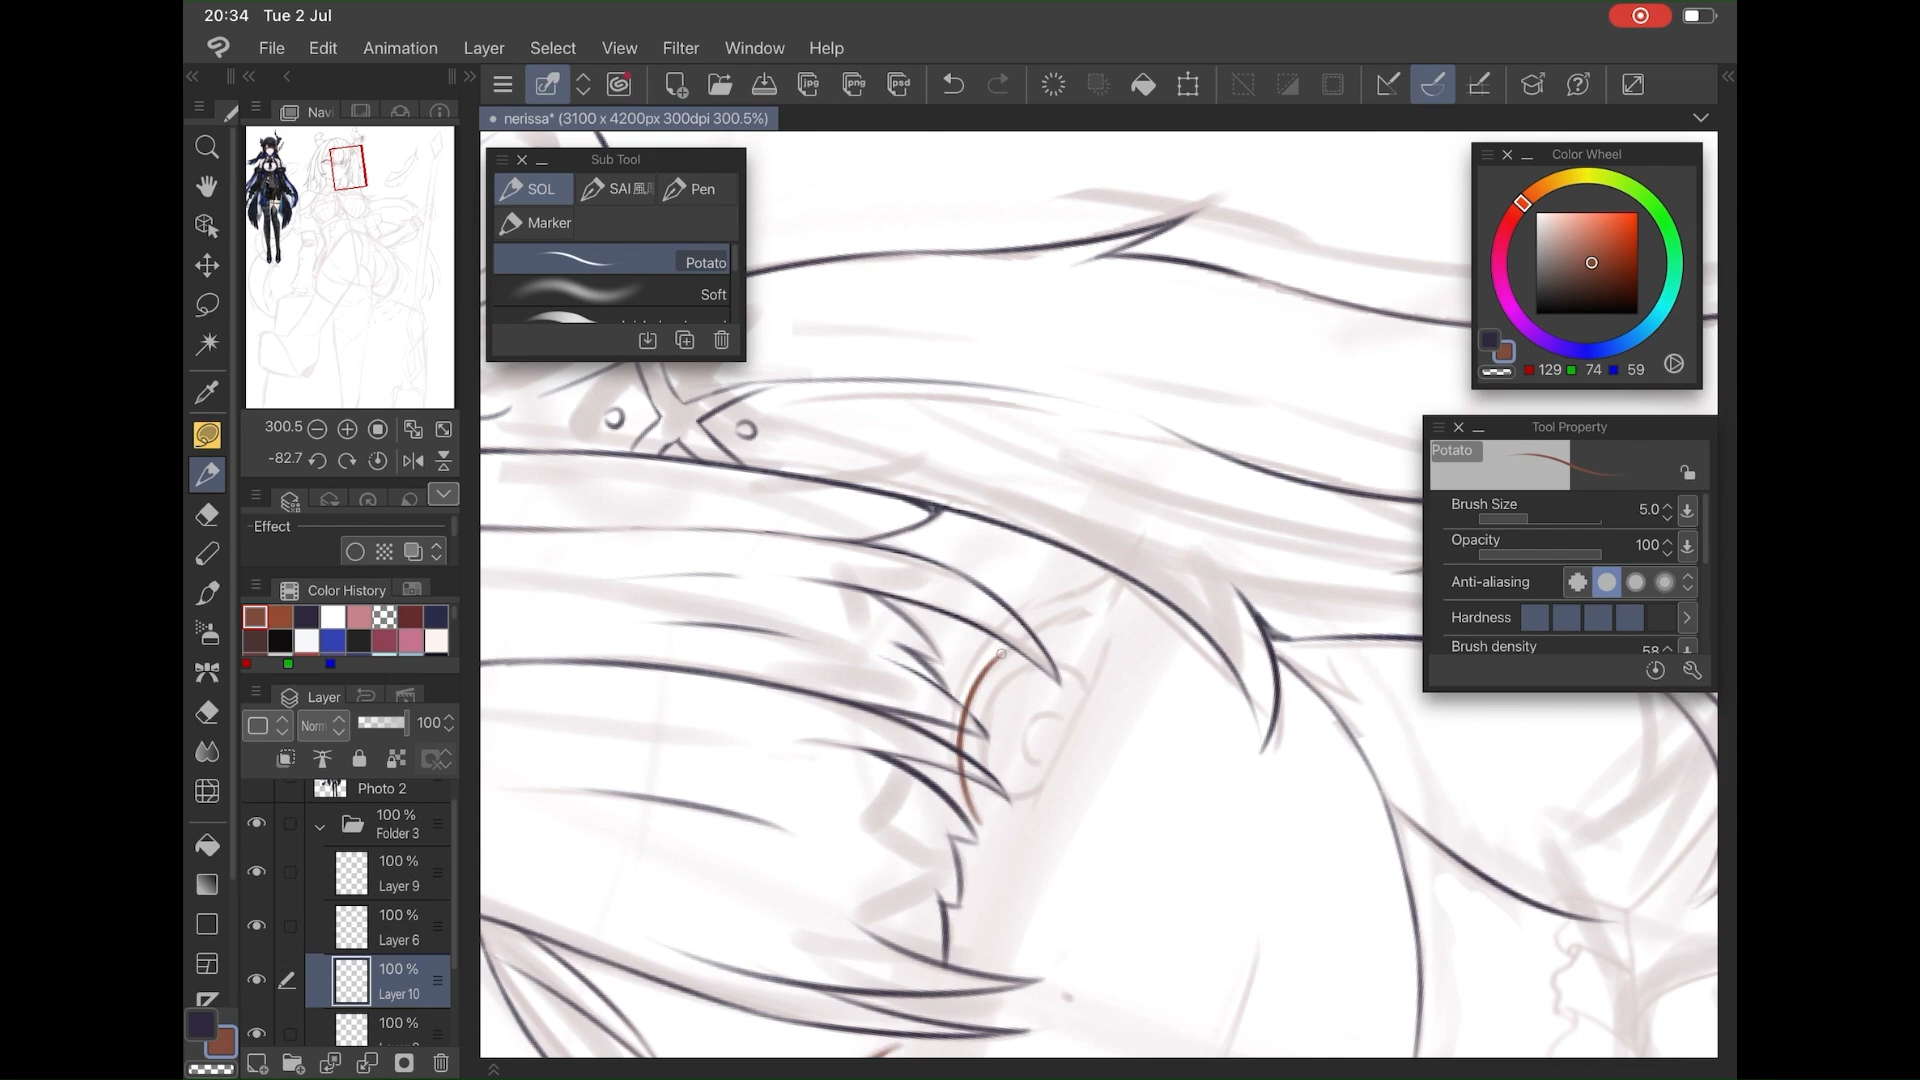 20:34 Tue 2 Jul
File Edit Animation Layer Select View Filter Window Help
jpg png psd
Navi
nerissa* (3100 x 4200px 300dpi 300.5%)
Sub Tool
SOL SAI風 Pen
Marker
Potato
Soft
Color Wheel
129 74 59
Tool Property
Potato
Brush Size 5.0
Opacity 100
Anti-aliasing
Hardness
Brush density 58
300.5
-82.7
Effect
Color History
Layer
Norm 100
Photo 2
100 %
Folder 3
100 %
Layer 9
100 %
Layer 6
100 %
Layer 10
100 %